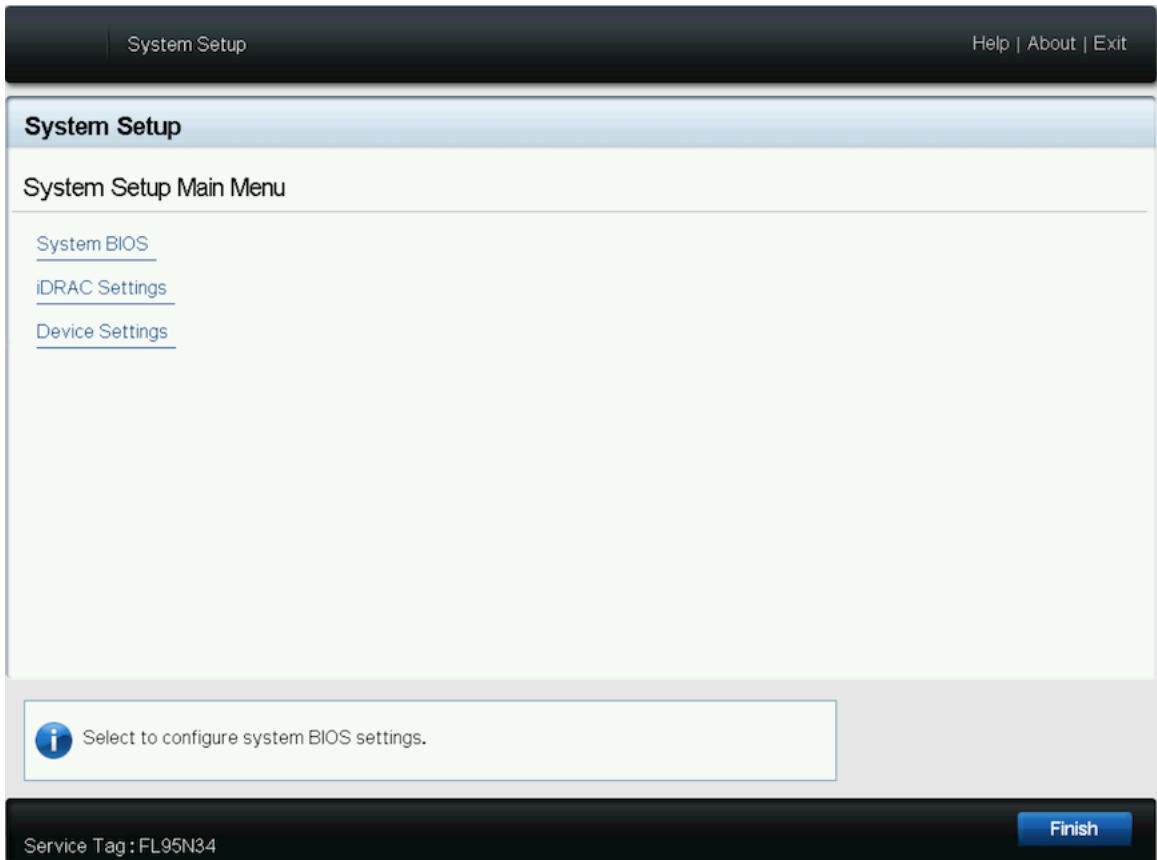 System Setup
Help | About | Exit
System Setup
System Setup Main Menu
System BIOS
iDRAC Settings
Device Settings
Select to configure system BIOS settings.
Finish
Service Tag : FL95N34